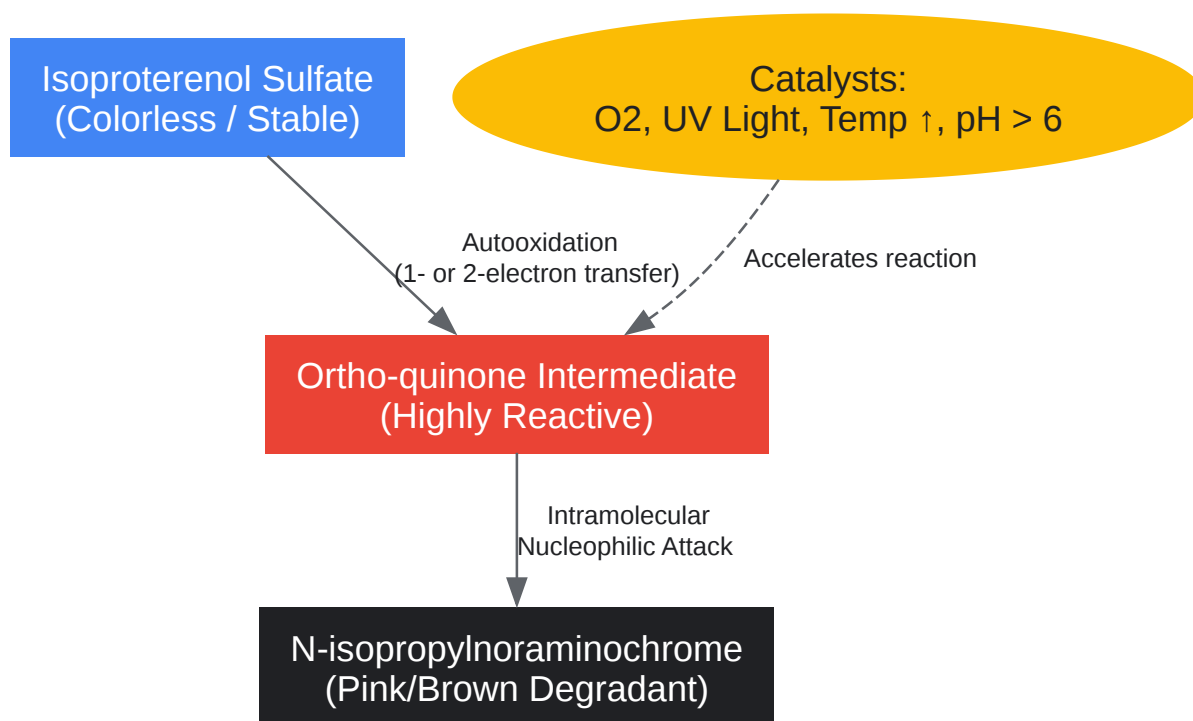 Isoproterenol Sulfate
(Colorless / Stable)
Catalysts:
O2, UV Light, Temp ↑, pH > 6
Autooxidation
(1- or 2-electron transfer)
Accelerates reaction
Ortho-quinone Intermediate
(Highly Reactive)
Intramolecular
Nucleophilic Attack
N-isopropylnoraminochrome
(Pink/Brown Degradant)